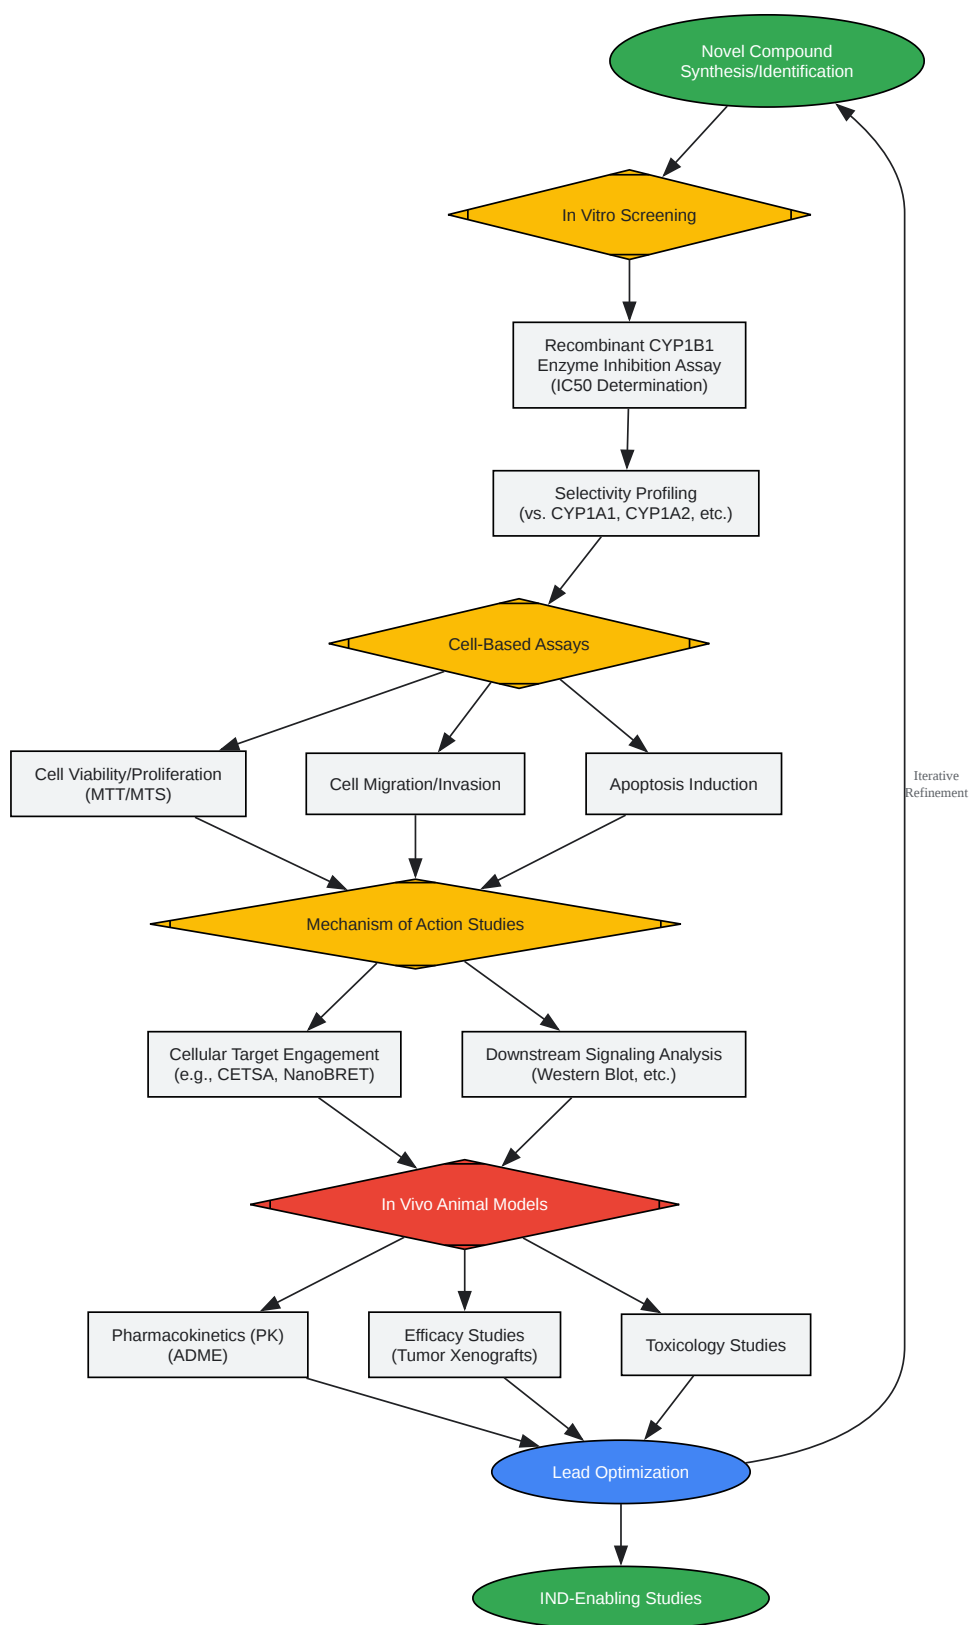 Novel Compound
Synthesis/Identification
In Vitro Screening
Recombinant CYP1B1
Enzyme Inhibition Assay
(IC50 Determination)
Selectivity Profiling
(vs. CYP1A1, CYP1A2, etc.)
Cell-Based Assays
Cell Viability/Proliferation
(MTT/MTS)
Cell Migration/Invasion
Apoptosis Induction
Iterative
Refinement
Mechanism of Action Studies
Cellular Target Engagement
(e.g., CETSA, NanoBRET)
Downstream Signaling Analysis
(Western Blot, etc.)
In Vivo Animal Models
Pharmacokinetics (PK)
(ADME)
Efficacy Studies
(Tumor Xenografts)
Toxicology Studies
Lead Optimization
IND-Enabling Studies